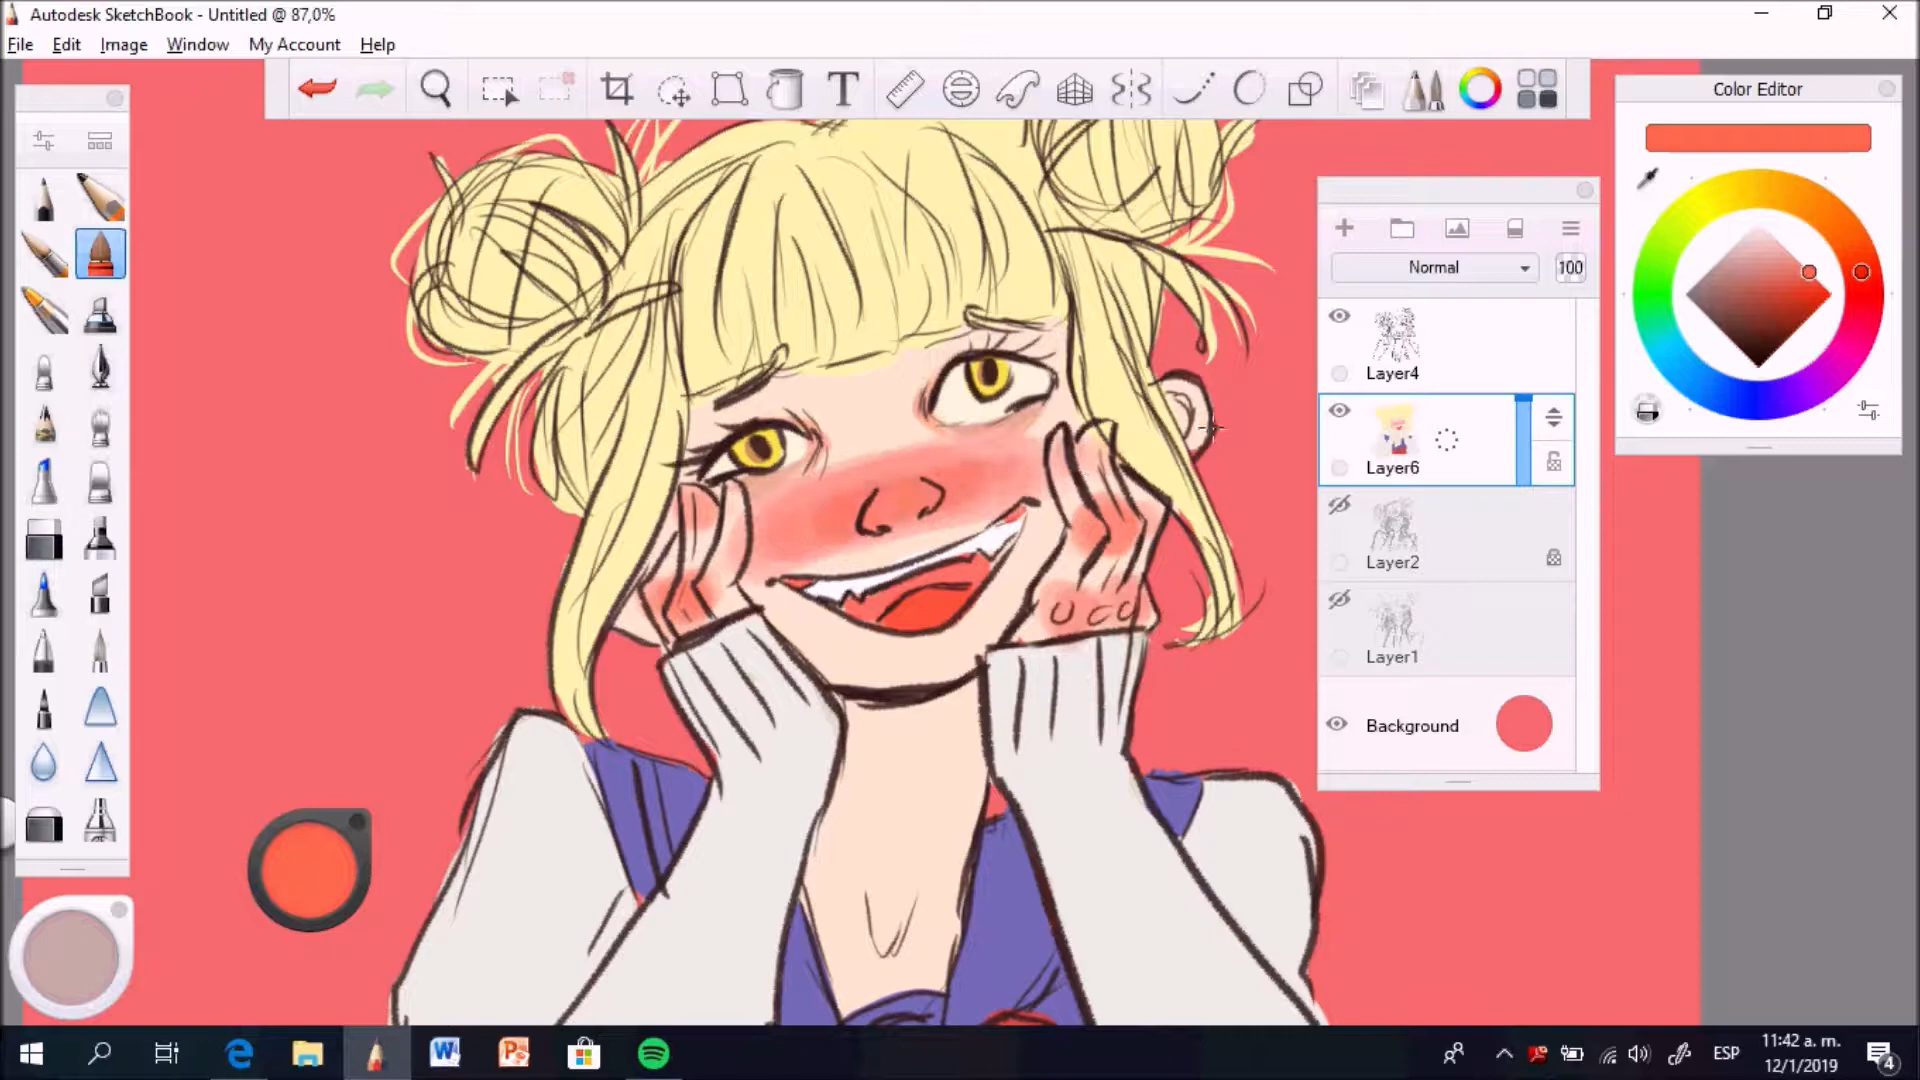 Autodesk SketchBook - Untitled @ 87,0%
File Edit Image Window My Account Help
T
Color Editor
Normal 100
Layer4
Layer6
Layer2
Layer1
Background
W P
ESP
11:42 a. m.
12/1/2019
4